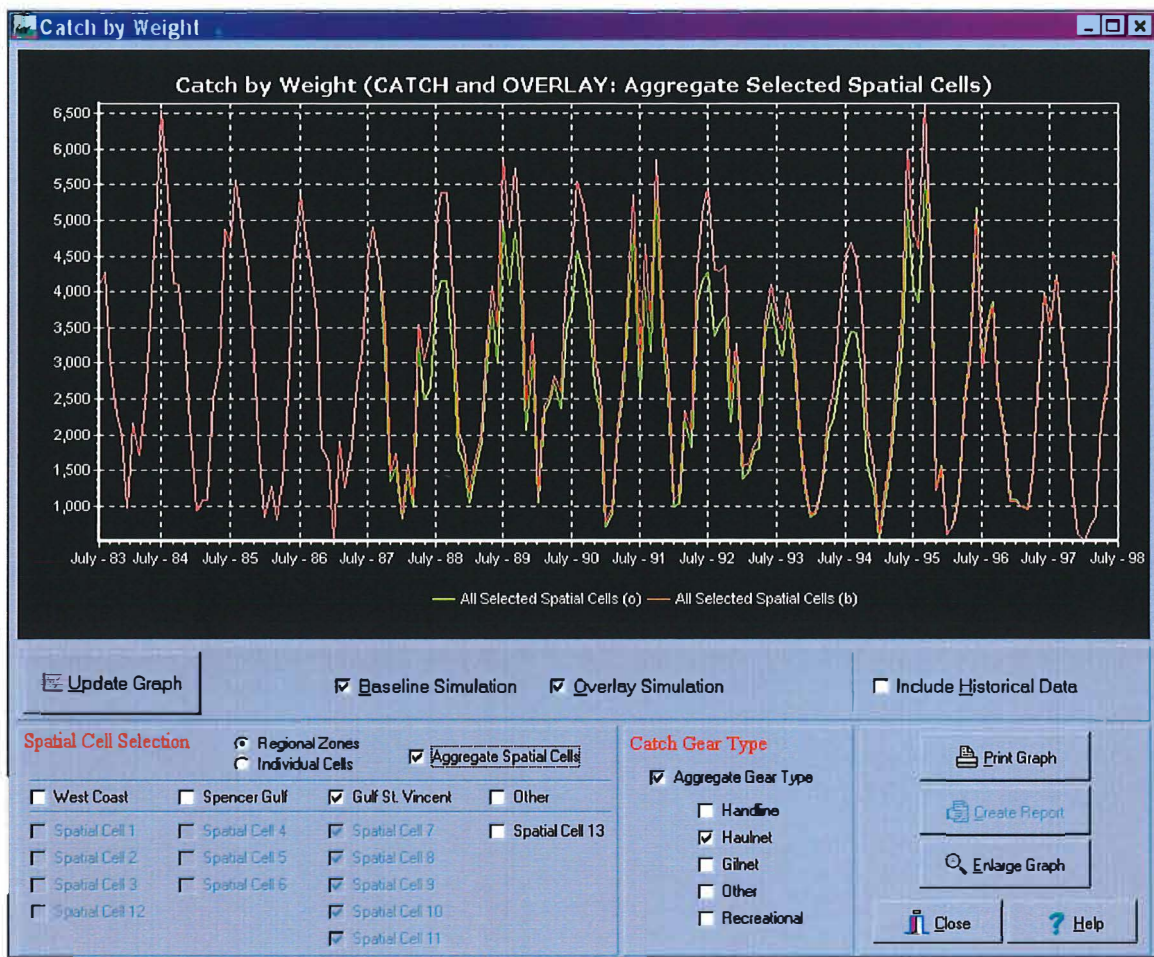 Catch by Weight
Catch by Weight (CATCH and OVERLAY: Aggregate Selected Spatial Cells)
6,500
6,000
5,500
5,000
4,500
4,000
3,500
3,000
2,500
2,000
1,500
1,000
July - 83 July - 84 July - 85 July - 86 July - 87 July - 88 July - 89 July - 90 July - 91 July - 92 July - 93 July - 94 July - 95 July - 96 July - 97 July - 98
All Selected Spatial Cells (o) All Selected Spatial Cells (b)
Update Graph
Baseline Simulation
Overlay Simulation
Include Historical Data
Spatial Cell Selection
Regional Zones
Individual Cells
Aggregate Spatial Cells
West Coast
Spencer Gulf
Gulf St. Vincent
Other
Spatial Cell 1
Spatial Cell 4
Spatial Cell 7
Spatial Cell 13
Spatial Cell 2
Spatial Cell 5
Spatial Cell 8
Spatial Cell 3
Spatial Cell 6
Spatial Cell 9
Spatial Cell 12
Spatial Cell 10
Spatial Cell 11
Catch Gear Type
Aggregate Gear Type
Handline
Haulnet
Gilnet
Other
Recreational
Print Graph
Create Report
Enlarge Graph
Close
Help